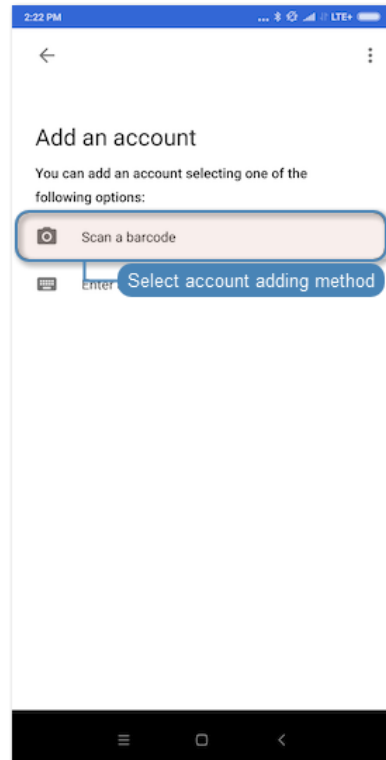 2:22 PM ... LTE+
Add an account
You can add an account selecting one of the
following options:
Scan a barcode
Select account adding method
Enter